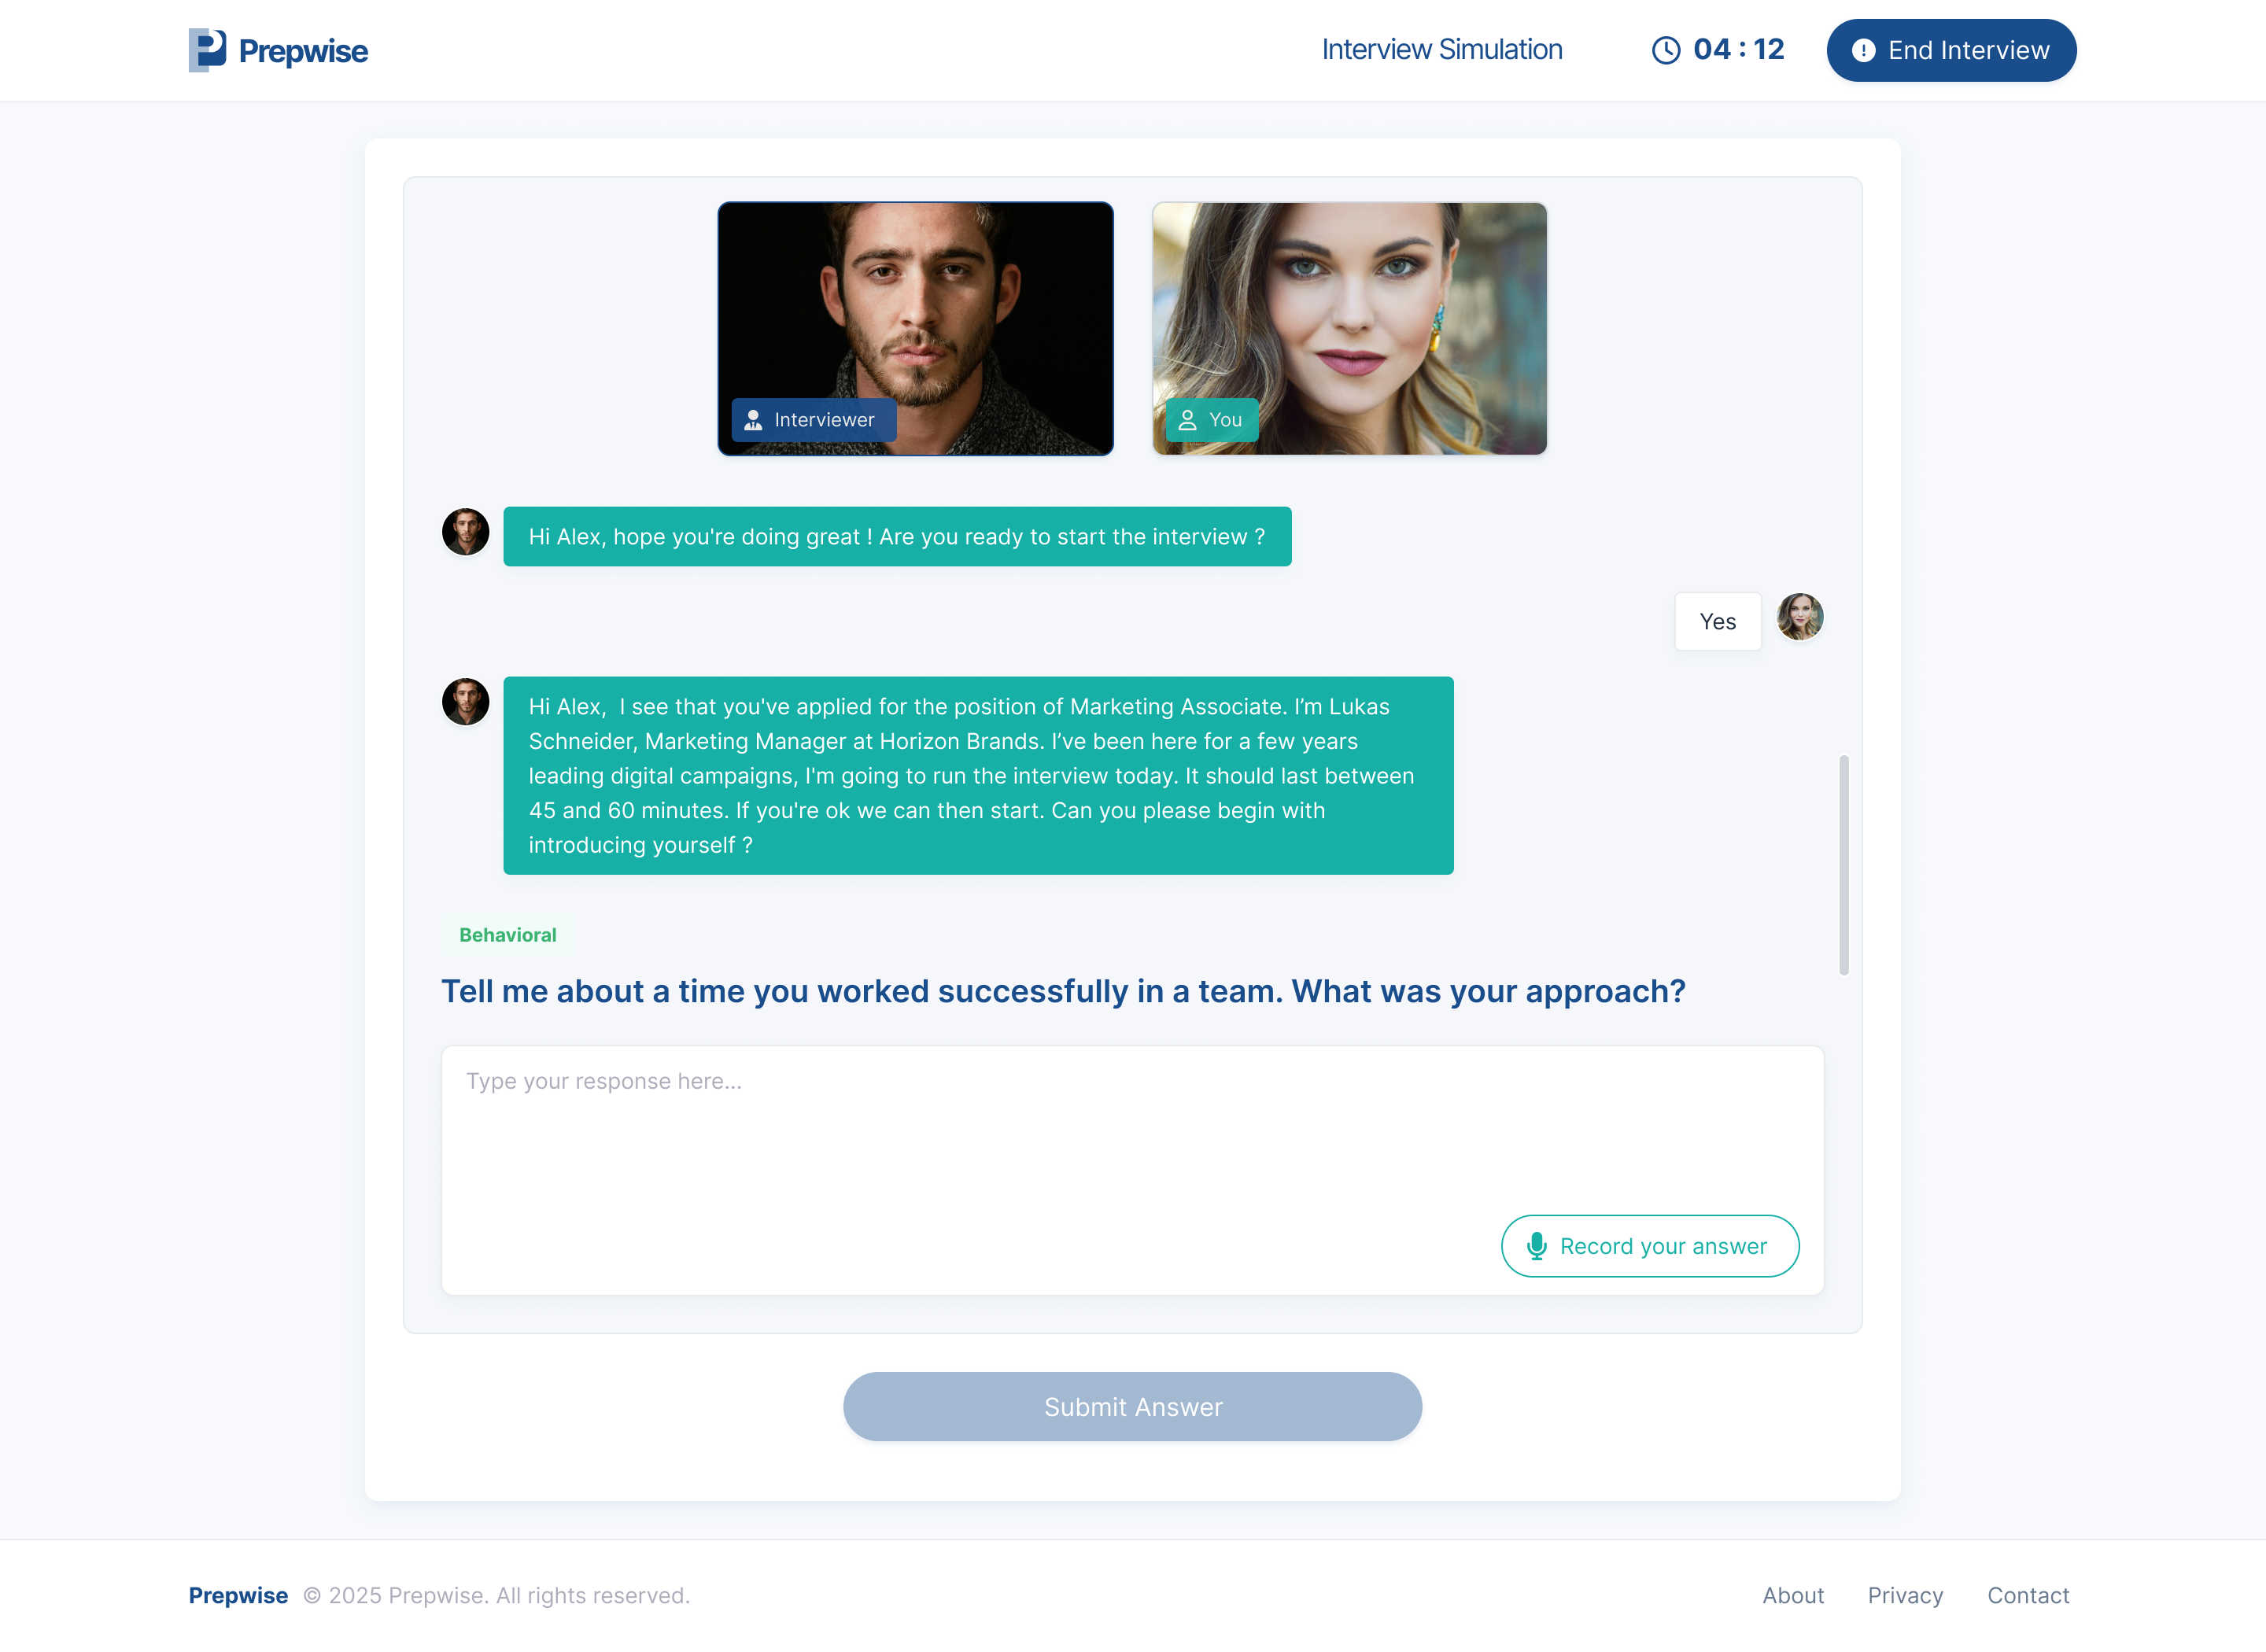 Prepwise
Interview Simulation
04 : 12
End Interview
Interviewer
You
Hi Alex, hope you're doing great ! Are you ready to start the interview ?
Yes
Hi Alex,  I see that you've applied for the position of Marketing Associate. I’m Lukas
Schneider, Marketing Manager at Horizon Brands. I’ve been here for a few years
leading digital campaigns, I'm going to run the interview today. It should last between
45 and 60 minutes. If you're ok we can then start. Can you please begin with
introducing yourself ?
Behavioral
Tell me about a time you worked successfully in a team. What was your approach?
Type your response here...
Record your answer
Submit Answer
Prepwise © 2025 Prepwise. All rights reserved.
About Privacy Contact